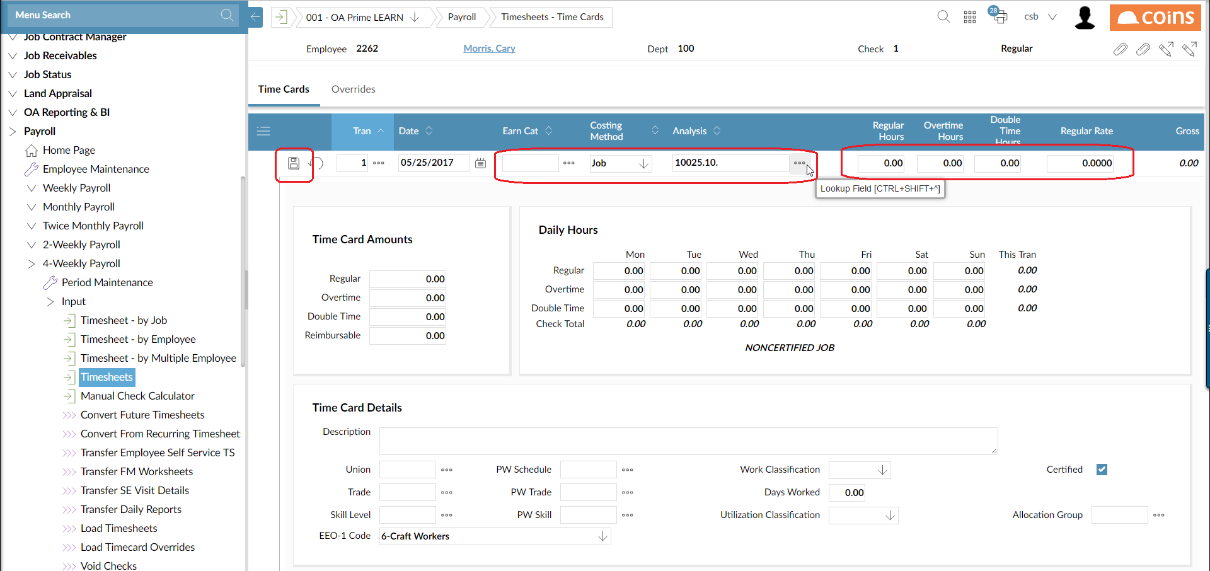 Menu Search
001 - OA Prime LEARN
Payroll
Timesheets - Time Cards
28
csb
coins
Job Contract Manager
Job Receivables
Job Status
Land Appraisal
OA Reporting & BI
Payroll
Home Page
Employee Maintenance
Weekly Payroll
Monthly Payroll
Twice Monthly Payroll
2-Weekly Payroll
4-Weekly Payroll
Period Maintenance
Input
Timesheet - by Job
Timesheet - by Employee
Timesheet - by Multiple Employee
Timesheets
Manual Check Calculator
Convert Future Timesheets
Convert From Recurring Timesheet
Transfer Employee Self Service TS
Transfer FM Worksheets
Transfer SE Visit Details
Transfer Daily Reports
Load Timesheets
Load Timecard Overrides
Void Checks
Employee 2262 Morris, Cary Dept 100 Check 1 Regular
Time Cards Overrides
Tran Date Earn Cat Costing Method Analysis Regular Hours Overtime Hours Double Time Hours Regular Rate Gross
1 05/25/2017 Job 10025.10. 0.00 0.00 0.00 0.0000 0.00
Lookup Field [CTRL+SHIFT+^]
Time Card Amounts
Regular 0.00
Overtime 0.00
Double Time 0.00
Reimbursable 0.00
Daily Hours
Mon Tue Wed Thu Fri Sat Sun This Tran
Regular 0.00 0.00 0.00 0.00 0.00 0.00 0.00 0.00
Overtime 0.00 0.00 0.00 0.00 0.00 0.00 0.00 0.00
Double Time 0.00 0.00 0.00 0.00 0.00 0.00 0.00 0.00
Check Total 0.00 0.00 0.00 0.00 0.00 0.00 0.00
NONCERTIFIED JOB
Time Card Details
Description
Union PW Schedule Work Classification Certified
Trade PW Trade Days Worked 0.00
Skill Level PW Skill Utilization Classification Allocation Group
EEO-1 Code 6-Craft Workers